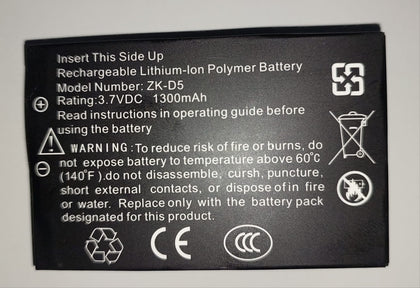 Insert This Side Up
Rechargeable Lithium-Ion Polymer Battery
Model Number: ZK-D5
Rating:3.7VDC 1300mAh
Read instructions in operating guide before
using the battery
WARNING:To reduce risk of fire or burns, do
not expose battery to temperature above 60℃
(140°F).do not disassemble, cursh, puncture,
short external contacts, or dispose of in fire
or water. Replace only with the battery pack
designated for this product.
CE
CCC